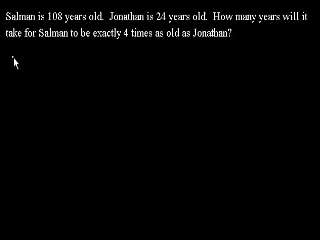 Salman is 108 years old.  Jonathan is 24 years old.  How many years will it
take for Salman to be exactly 4 times as old as Jonathan?